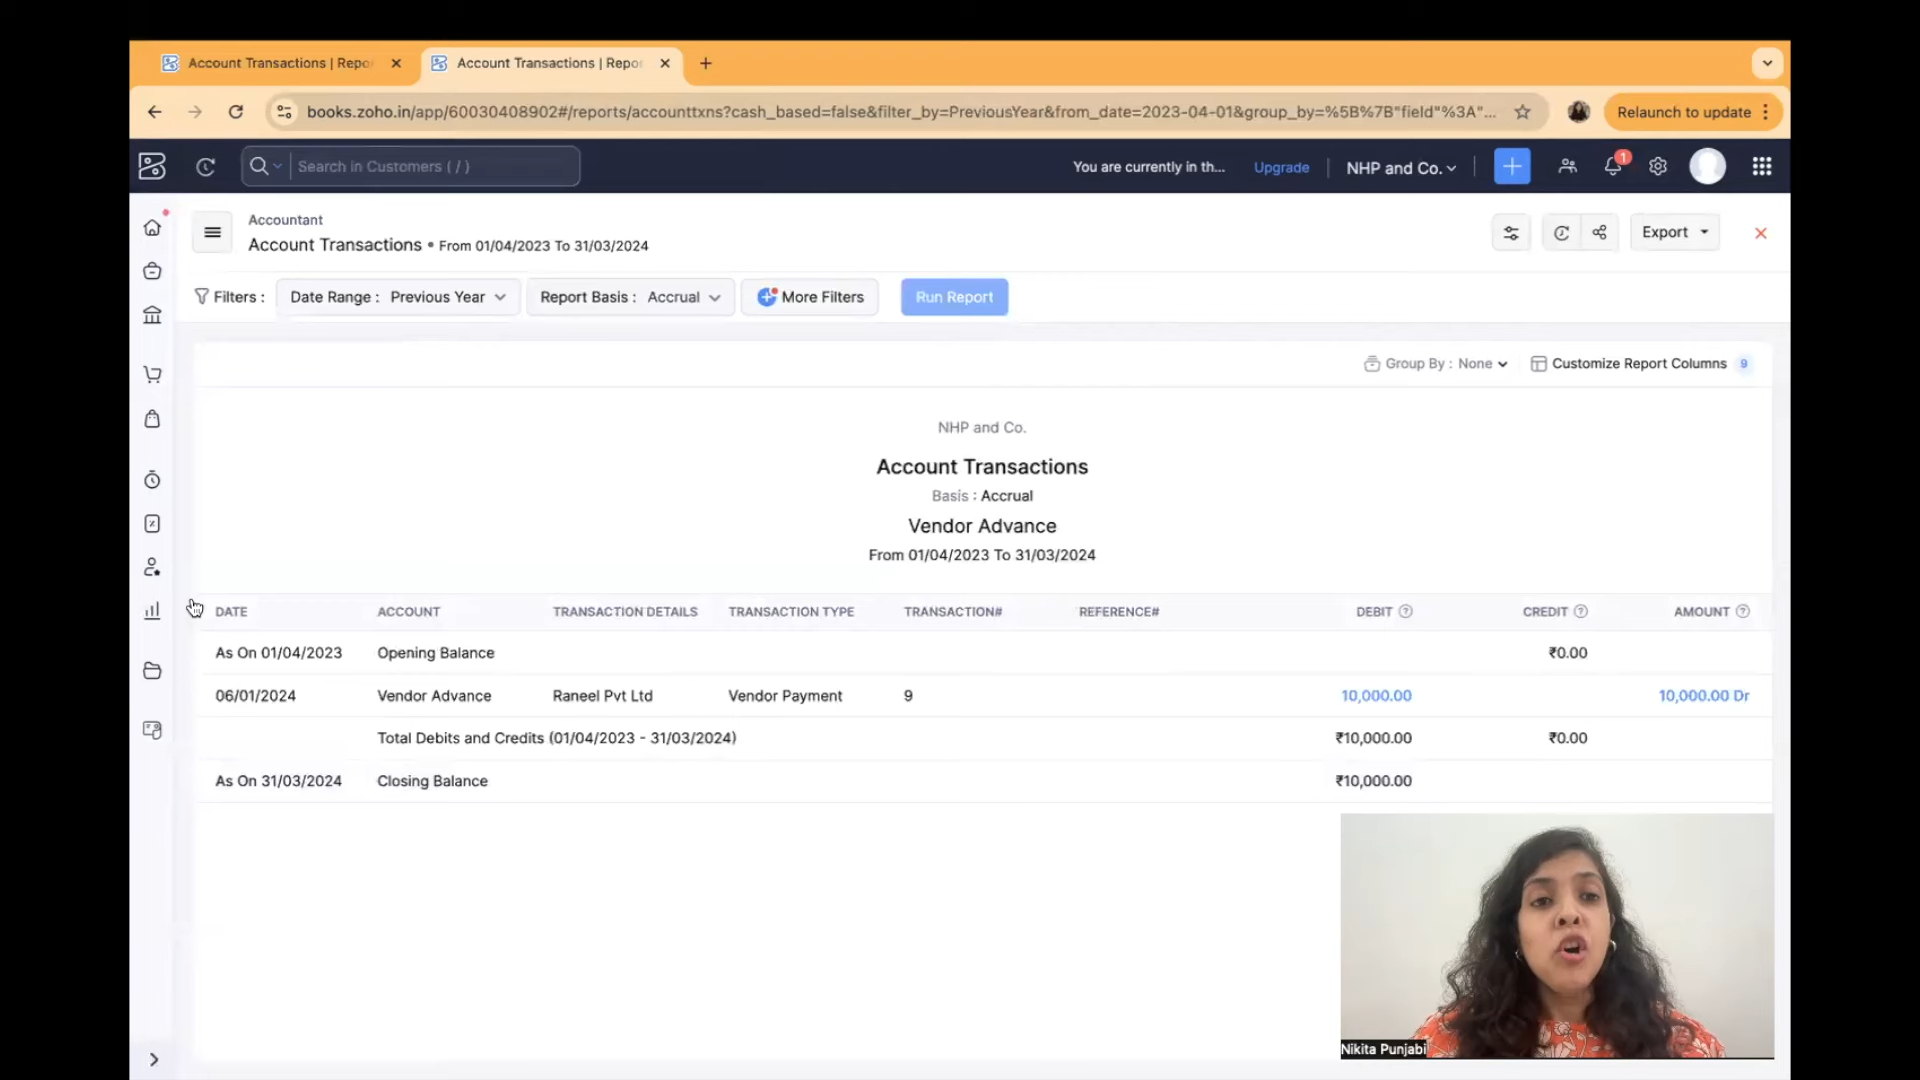 Account Transactions | Repo
Account Transactions | Repo
books.zoho.in/app/60030408902#/reports/accounttxns?cash_based=false&filter_by=PreviousYear&from_date=2023-04-01&group_by=%5B%7B"field"%3A"...
Relaunch to update
Search in Customers ( / )
You are currently in th...
Upgrade
NHP and Co.
1
Accountant
Account Transactions • From 01/04/2023 To 31/03/2024
Export
Filters :
Date Range : Previous Year
Report Basis : Accrual
More Filters
Run Report
Group By : None
Customize Report Columns 9
NHP and Co.
Account Transactions
Basis : Accrual
Vendor Advance
From 01/04/2023 To 31/03/2024
DATE ACCOUNT TRANSACTION DETAILS TRANSACTION TYPE TRANSACTION# REFERENCE# DEBIT CREDIT AMOUNT
As On 01/04/2023 Opening Balance ₹0.00
06/01/2024 Vendor Advance Raneel Pvt Ltd Vendor Payment 9 10,000.00 10,000.00 Dr
Total Debits and Credits (01/04/2023 - 31/03/2024) ₹10,000.00 ₹0.00
As On 31/03/2024 Closing Balance ₹10,000.00
Nikita Punjabi